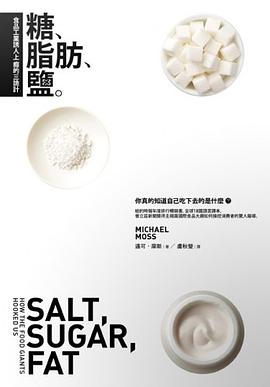 糖、
脂肪、
鹽。
食品工業誘人上癮的三詭計
你真的知道自己吃下去的是什麼？
MICHAEL
MOSS
邁可・摩斯｜著 ／ 盧秋瑩｜譯
SALT,
SUGAR,
FAT
HOW THE FOOD GIANTS
HOOKED US